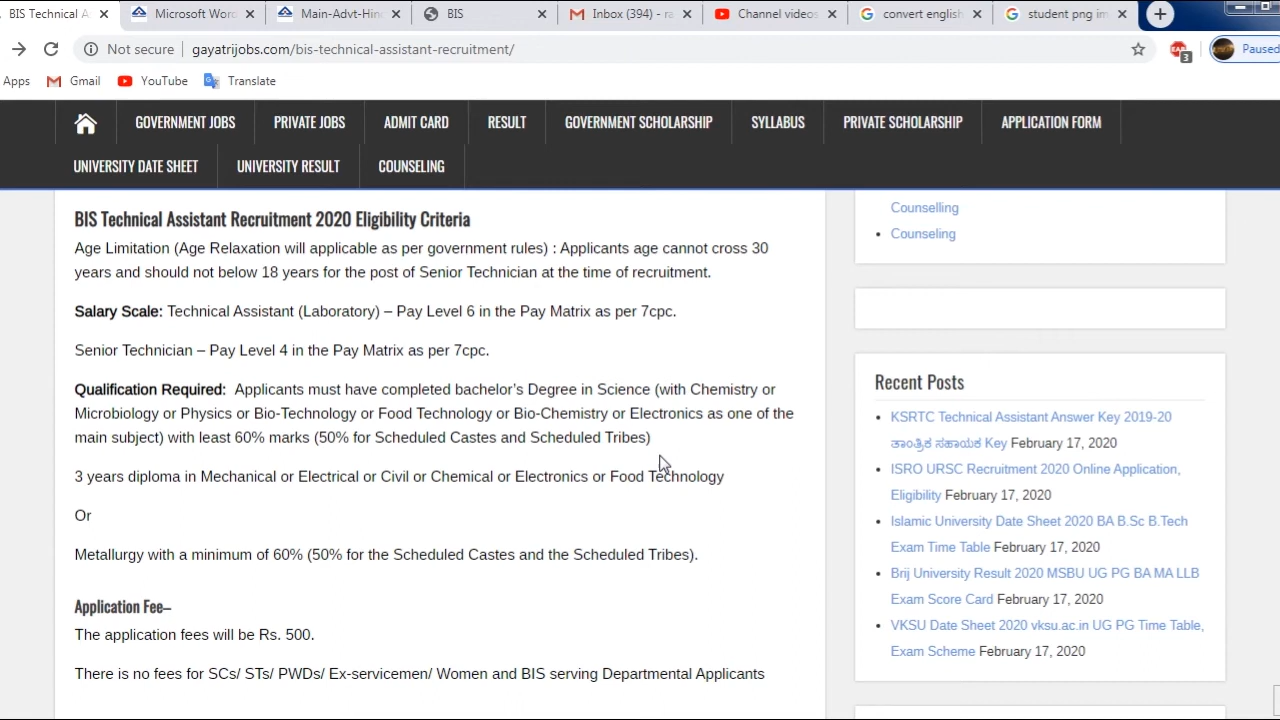 BIS Technical A
Microsoft Word
Main-Advt-Hin
BIS
Inbox (394) - ra
Channel videos
convert english
student png im
Not secure
gayatrijobs.com/bis-technical-assistant-recruitment/
3
Paused
Apps
Gmail
YouTube
Translate
GOVERNMENT JOBS
PRIVATE JOBS
ADMIT CARD
RESULT
GOVERNMENT SCHOLARSHIP
SYLLABUS
PRIVATE SCHOLARSHIP
APPLICATION FORM
UNIVERSITY DATE SHEET
UNIVERSITY RESULT
COUNSELING
BIS Technical Assistant Recruitment 2020 Eligibility Criteria
Age Limitation (Age Relaxation will applicable as per government rules) : Applicants age cannot cross 30
years and should not below 18 years for the post of Senior Technician at the time of recruitment.
Salary Scale: Technical Assistant (Laboratory) – Pay Level 6 in the Pay Matrix as per 7cpc.
Senior Technician – Pay Level 4 in the Pay Matrix as per 7cpc.
Qualification Required: Applicants must have completed bachelor's Degree in Science (with Chemistry or
Microbiology or Physics or Bio-Technology or Food Technology or Bio-Chemistry or Electronics as one of the
main subject) with least 60% marks (50% for Scheduled Castes and Scheduled Tribes)
3 years diploma in Mechanical or Electrical or Civil or Chemical or Electronics or Food Technology
Or
Metallurgy with a minimum of 60% (50% for the Scheduled Castes and the Scheduled Tribes).
Application Fee–
The application fees will be Rs. 500.
There is no fees for SCs/ STs/ PWDs/ Ex-servicemen/ Women and BIS serving Departmental Applicants
Counselling
Counseling
Recent Posts
KSRTC Technical Assistant Answer Key 2019-20
ತಾಂತ್ರಿಕ ಸಹಾಯಕ Key February 17, 2020
ISRO URSC Recruitment 2020 Online Application,
Eligibility February 17, 2020
Islamic University Date Sheet 2020 BA B.Sc B.Tech
Exam Time Table February 17, 2020
Brij University Result 2020 MSBU UG PG BA MA LLB
Exam Score Card February 17, 2020
VKSU Date Sheet 2020 vksu.ac.in UG PG Time Table,
Exam Scheme February 17, 2020